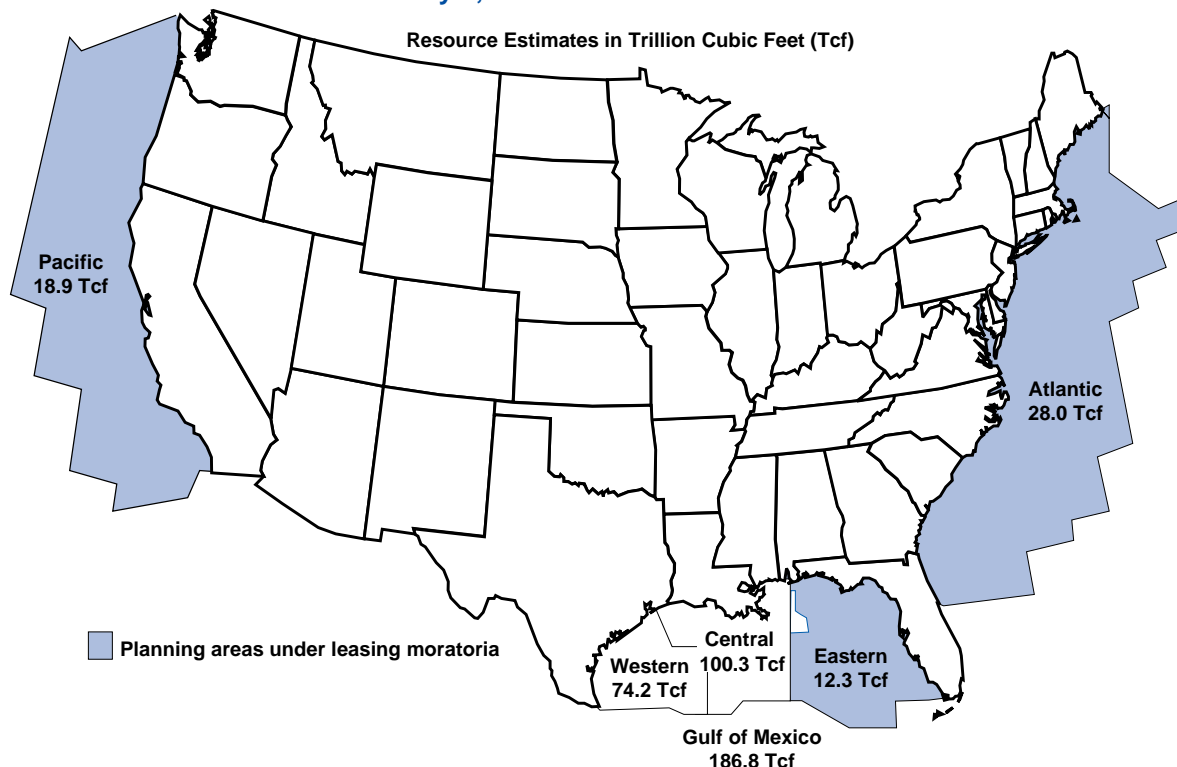 Resource Estimates in Trillion Cubic Feet (Tcf)
Pacific
18.9 Tcf
Atlantic
28.0 Tcf
Planning areas under leasing moratoria
Central
100.3 Tcf
Western
74.2 Tcf
Eastern
12.3 Tcf
Gulf of Mexico
186.8 Tcf